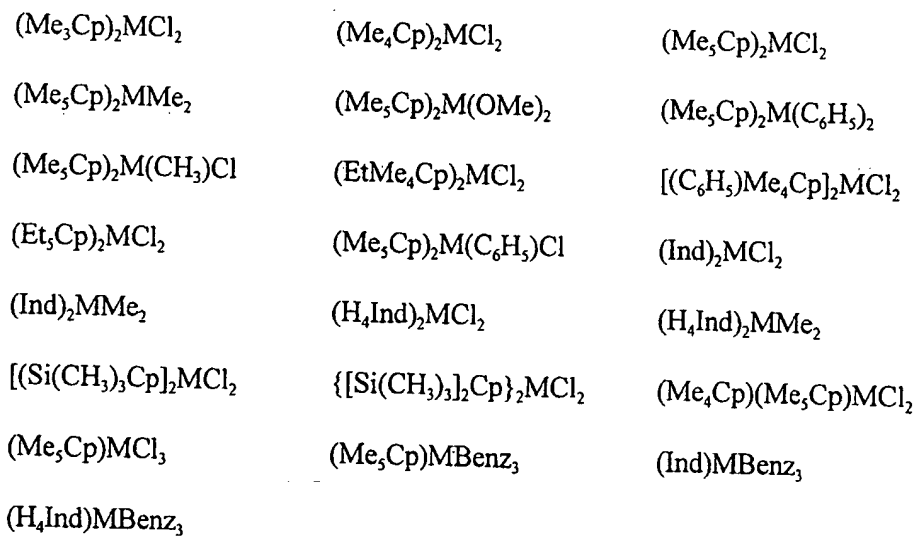 (Me₃Cp)₂MCl₂ (Me₄Cp)₂MCl₂ (Me₅Cp)₂MCl₂
(Me₅Cp)₂MMe₂ (Me₅Cp)₂M(OMe)₂ (Me₅Cp)₂M(C₆H₅)₂
(Me₅Cp)₂M(CH₃)Cl (EtMe₄Cp)₂MCl₂ [(C₆H₅)Me₄Cp]₂MCl₂
(Et₅Cp)₂MCl₂ (Me₅Cp)₂M(C₆H₅)Cl (Ind)₂MCl₂
(Ind)₂MMe₂ (H₄Ind)₂MCl₂ (H₄Ind)₂MMe₂
[(Si(CH₃)₃Cp]₂MCl₂ {[Si(CH₃)₃]₂Cp}₂MCl₂ (Me₄Cp)(Me₅Cp)MCl₂
(Me₅Cp)MCl₃ (Me₅Cp)MBenz₃ (Ind)MBenz₃
(H₄Ind)MBenz₃